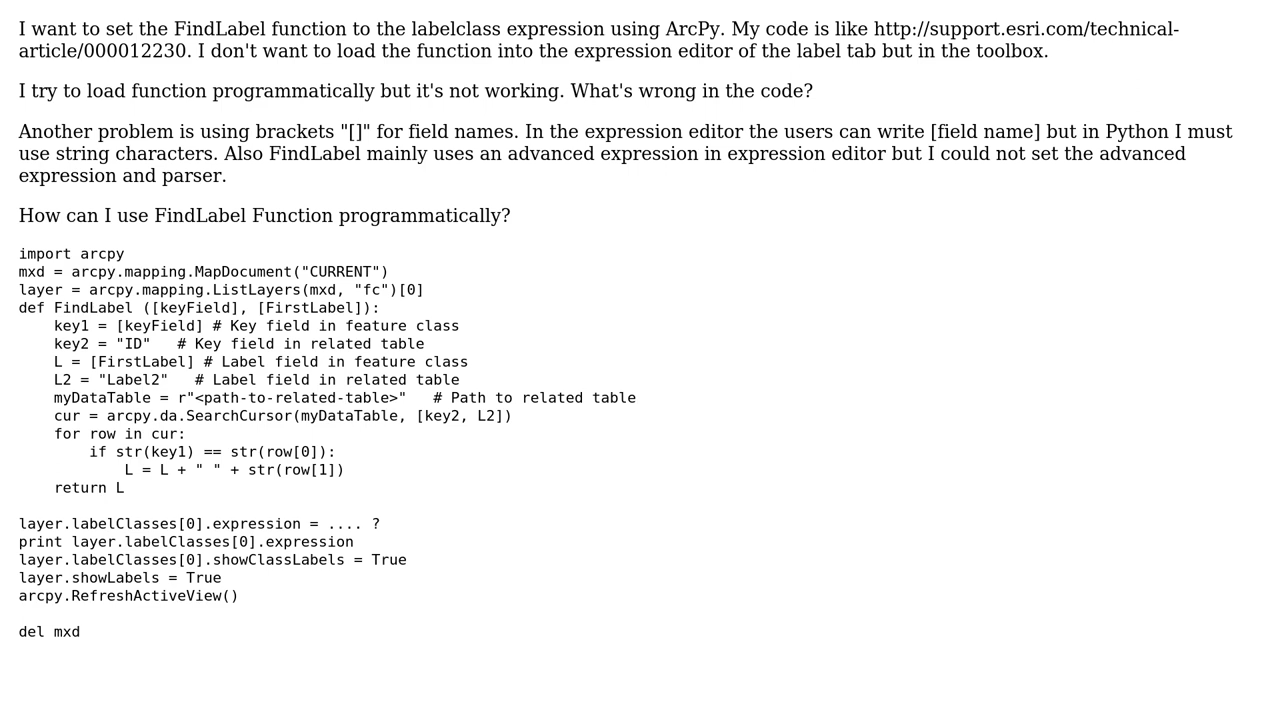 I want to set the FindLabel function to the labelclass expression using ArcPy. My code is like http://support.esri.com/technical-
article/000012230. I don't want to load the function into the expression editor of the label tab but in the toolbox.
I try to load function programmatically but it's not working. What's wrong in the code?
Another problem is using brackets "[]" for field names. In the expression editor the users can write [field name] but in Python I must
use string characters. Also FindLabel mainly uses an advanced expression in expression editor but I could not set the advanced
expression and parser.
How can I use FindLabel Function programmatically?
import arcpy
mxd = arcpy.mapping.MapDocument("CURRENT")
layer = arcpy.mapping.ListLayers(mxd, "fc")[0]
def FindLabel ([keyField], [FirstLabel]):
    key1 = [keyField] # Key field in feature class
    key2 = "ID"   # Key field in related table
    L = [FirstLabel] # Label field in feature class
    L2 = "Label2"   # Label field in related table
    myDataTable = r"<path-to-related-table>"   # Path to related table
    cur = arcpy.da.SearchCursor(myDataTable, [key2, L2])
    for row in cur:
        if str(key1) == str(row[0]):
            L = L + " " + str(row[1])
    return L
layer.labelClasses[0].expression = .... ?
print layer.labelClasses[0].expression
layer.labelClasses[0].showClassLabels = True
layer.showLabels = True
arcpy.RefreshActiveView()
del mxd